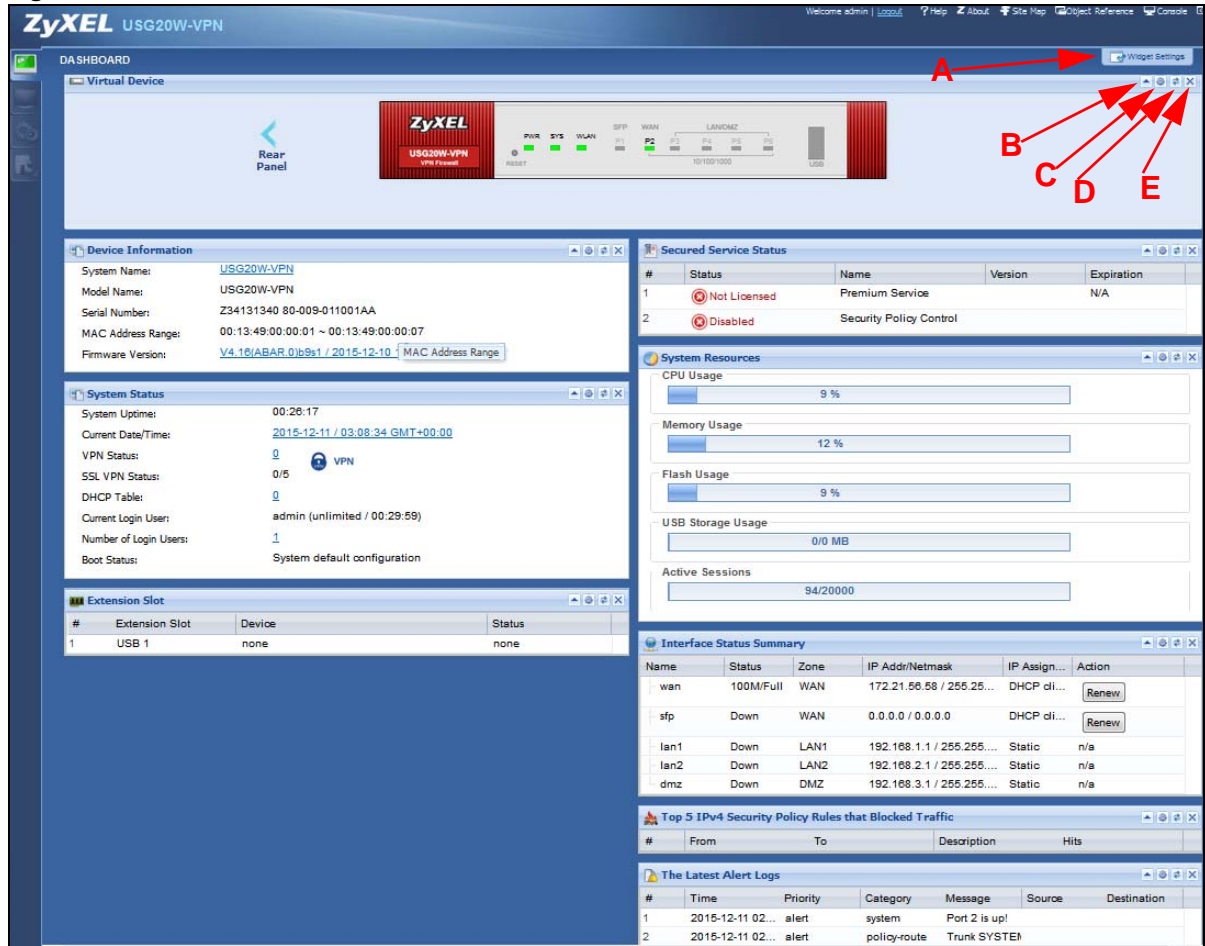 ZyXEL USG20W-VPN
Welcome admin | Logout ?Help Z About Site Map Object Reference Console
DASHBOARD
Widget Settings
A
Virtual Device
B
C
D
E
Rear
Panel
ZyXEL
USG20W-VPN
VPN Firewall
RESET
PWR SYS WLAN
SFP WAN LAN/DMZ
P1 P2 P3 P4 P5 P6
10/100/1000
USB
Device Information
System Name: USG20W-VPN
Model Name: USG20W-VPN
Serial Number: Z34131340 80-009-011001AA
MAC Address Range: 00:13:49:00:00:01 ~ 00:13:49:00:00:07
Firmware Version: V4.16(ABAR.0)b9s1 / 2015-12-10
MAC Address Range
System Status
System Uptime: 00:26:17
Current Date/Time: 2015-12-11 / 03:08:34 GMT+00:00
VPN Status: 0 VPN
SSL VPN Status: 0/5
DHCP Table: 0
Current Login User: admin (unlimited / 00:29:59)
Number of Login Users: 1
Boot Status: System default configuration
Extension Slot
# Extension Slot Device Status
1 USB 1 none none
Secured Service Status
# Status Name Version Expiration
1 Not Licensed Premium Service N/A
2 Disabled Security Policy Control
System Resources
CPU Usage
9 %
Memory Usage
12 %
Flash Usage
9 %
USB Storage Usage
0/0 MB
Active Sessions
94/20000
Interface Status Summary
Name Status Zone IP Addr/Netmask IP Assign... Action
wan 100M/Full WAN 172.21.56.58 / 255.25... DHCP cli... Renew
sfp Down WAN 0.0.0.0 / 0.0.0.0 DHCP cli... Renew
lan1 Down LAN1 192.168.1.1 / 255.255.... Static n/a
lan2 Down LAN2 192.168.2.1 / 255.255.... Static n/a
dmz Down DMZ 192.168.3.1 / 255.255.... Static n/a
Top 5 IPv4 Security Policy Rules that Blocked Traffic
# From To Description Hits
The Latest Alert Logs
# Time Priority Category Message Source Destination
1 2015-12-11 02... alert system Port 2 is up!
2 2015-12-11 02... alert policy-route Trunk SYSTEM